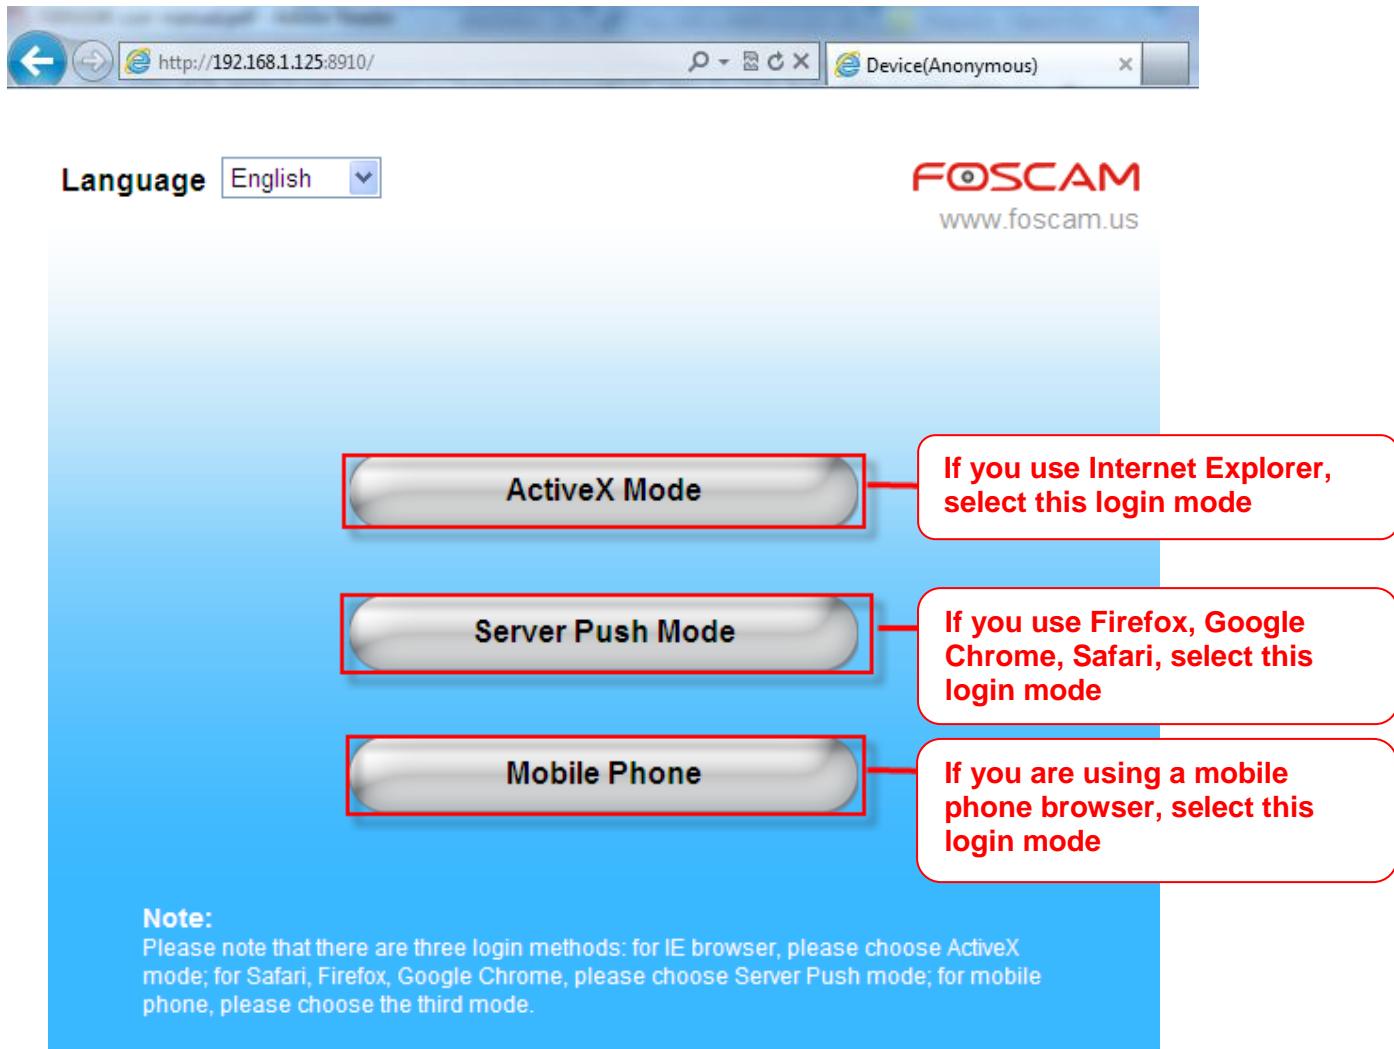 http://192.168.1.125:8910/
Device(Anonymous)
Language English
FOSCAM
www.foscam.us
ActiveX Mode
If you use Internet Explorer,
select this login mode
Server Push Mode
If you use Firefox, Google
Chrome, Safari, select this
login mode
Mobile Phone
If you are using a mobile
phone browser, select this
login mode
Note:
Please note that there are three login methods: for IE browser, please choose ActiveX
mode; for Safari, Firefox, Google Chrome, please choose Server Push mode; for mobile
phone, please choose the third mode.